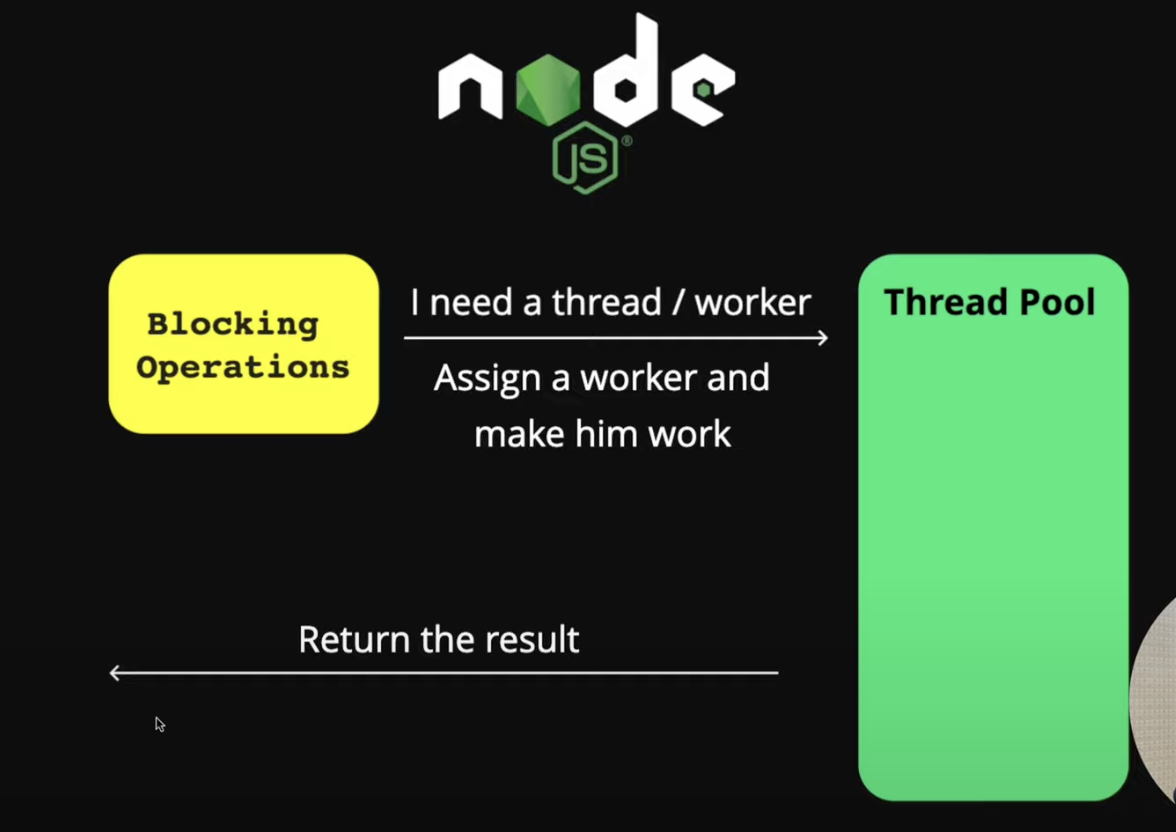 node
JS®
Blocking
Operations
I need a thread / worker
Assign a worker and
make him work
Thread Pool
Return the result